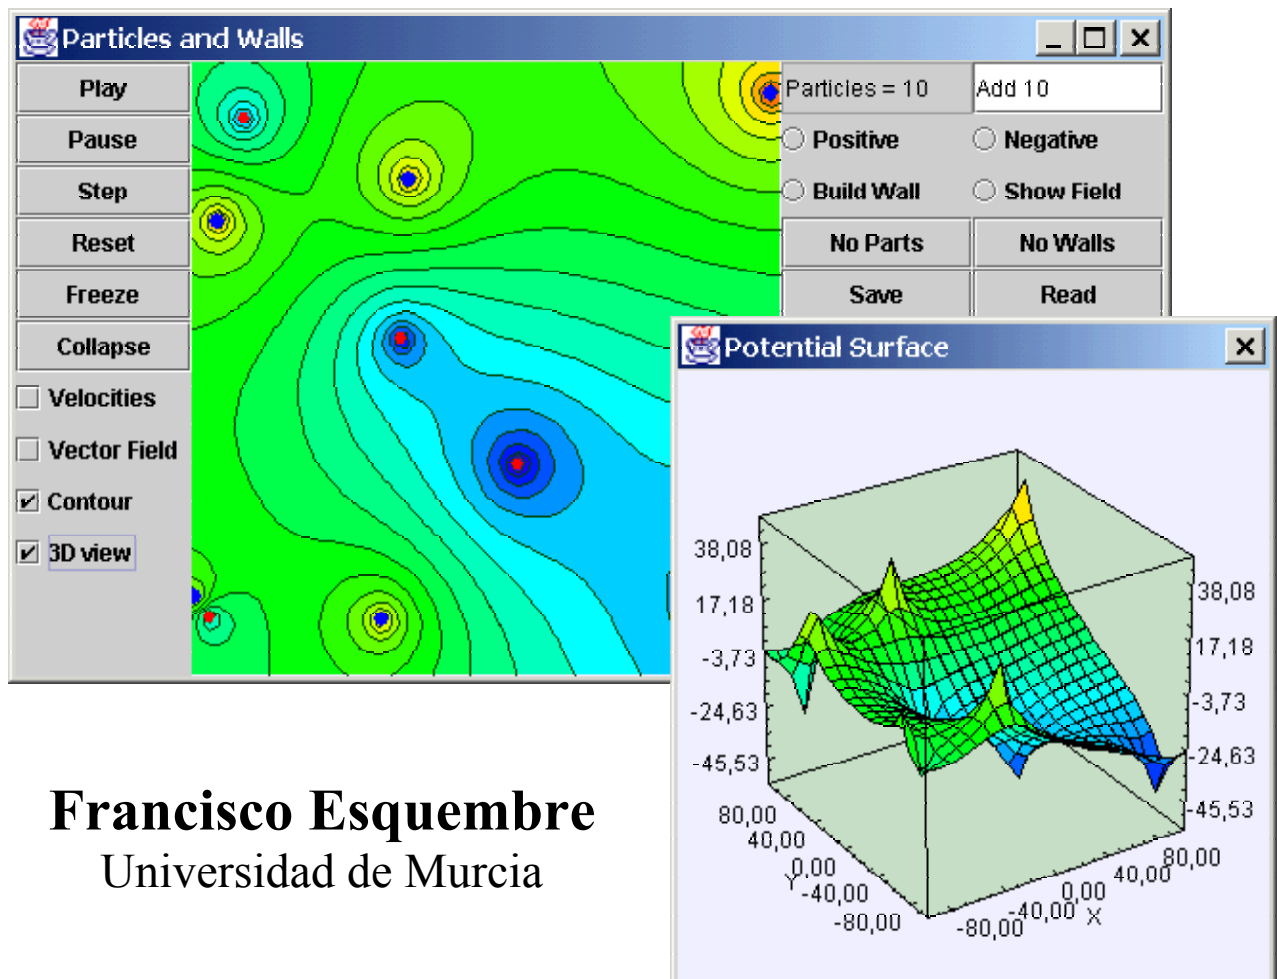 Particles and Walls
Play
Pause
Step
Reset
Freeze
Collapse
Velocities
Vector Field
Contour
3D view
Particles = 10
Add 10
Positive
Negative
Build Wall
Show Field
No Parts
No Walls
Save
Read
Potential Surface
38,08
17,18
-3,73
-24,63
-45,53
38,08
17,18
-3,73
-24,63
-45,53
80,00
40,00
0,00
Y
-40,00
-80,00
-80,00
-40,00
0,00
X
40,00
80,00
Francisco Esquembre
Universidad de Murcia